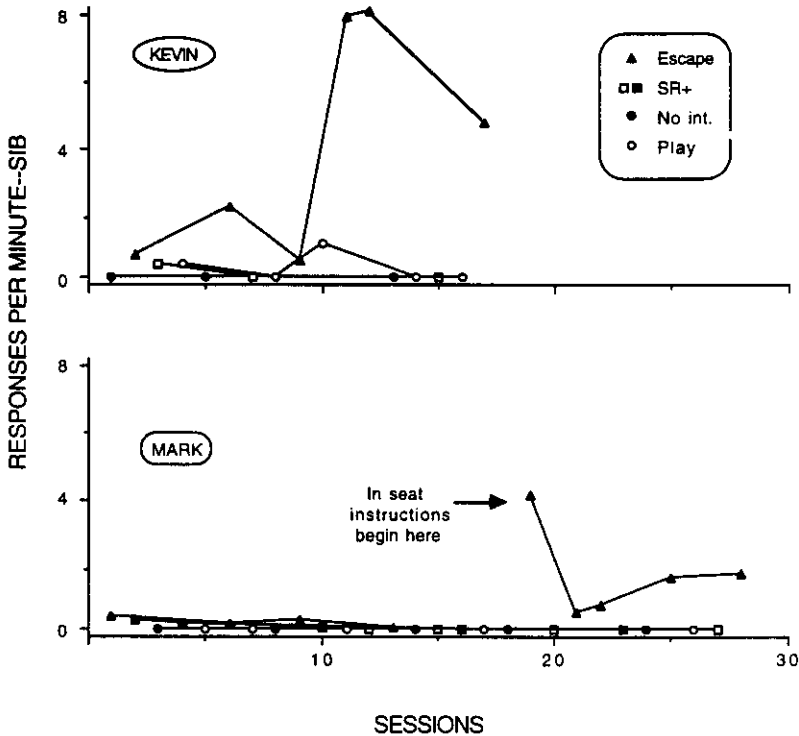 RESPONSES PER MINUTE--SIB
8
KEVIN
4
0
Escape
SR+
No int.
Play
8
MARK
4
In seat
instructions
begin here
0
10
20
30
SESSIONS